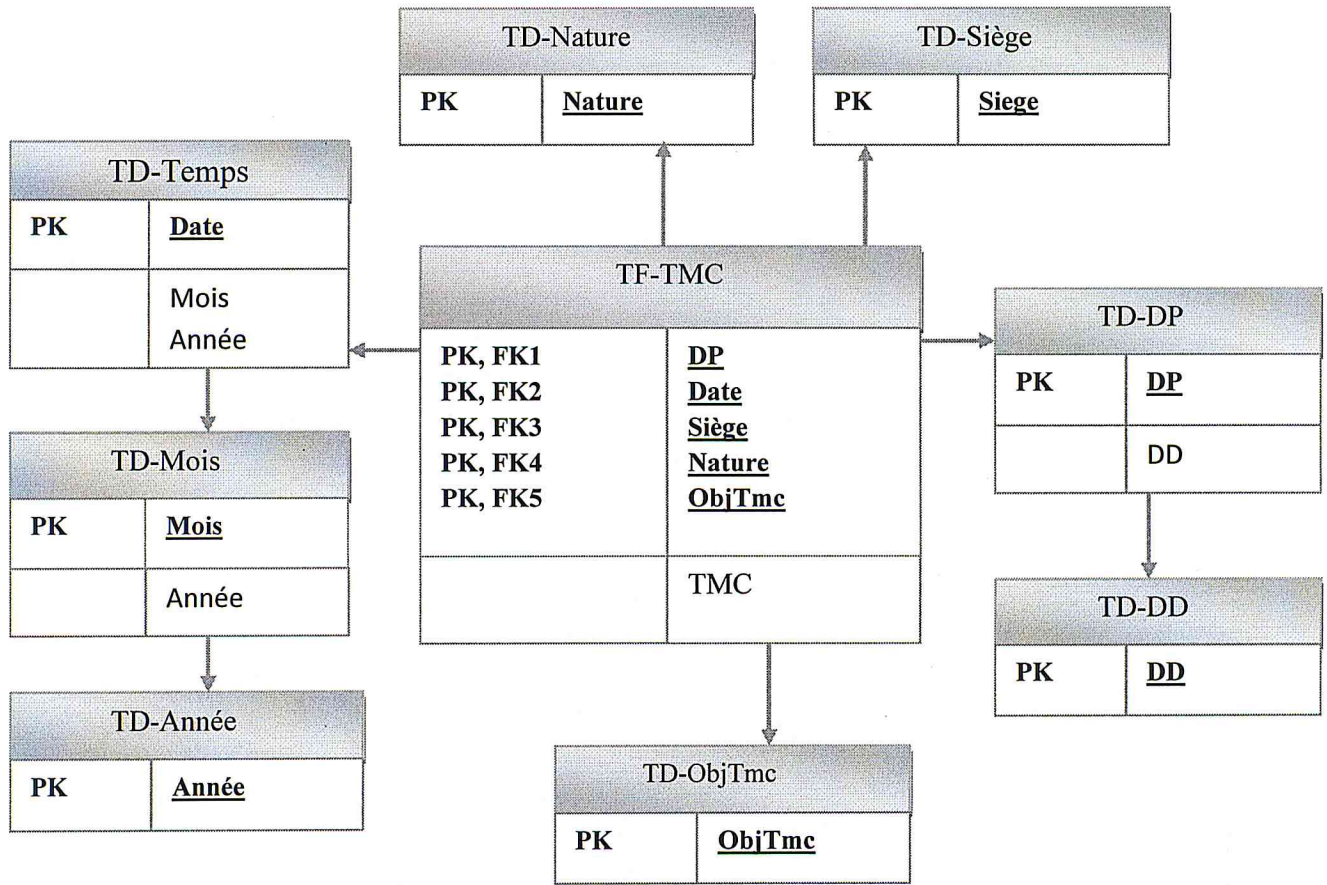 TD-Nature
PK Nature
TD-Siège
PK Siege
TD-Temps
PK Date
Mois
Année
TF-TMC
PK, FK1 DP
PK, FK2 Date
PK, FK3 Siège
PK, FK4 Nature
PK, FK5 ObjTmc
TMC
TD-DP
PK DP
DD
TD-Mois
PK Mois
Année
TD-DD
PK DD
TD-Année
PK Année
TD-ObjTmc
PK ObjTmc